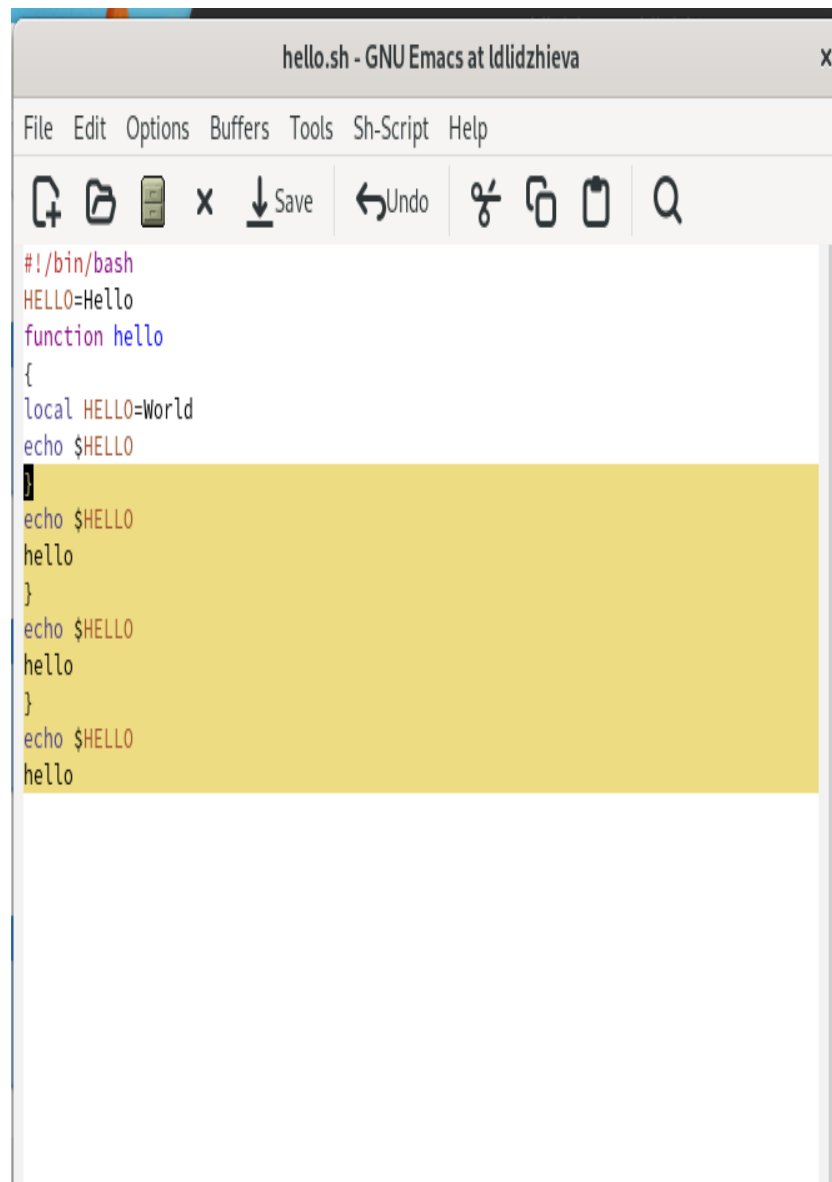 hello.sh - GNU Emacs at ldlidzhieva x
File Edit Options Buffers Tools Sh-Script Help
Save Undo
#!/bin/bash
HELLO=Hello
function hello
{
local HELLO=World
echo $HELLO
}
echo $HELLO
hello
}
echo $HELLO
hello
}
echo $HELLO
hello